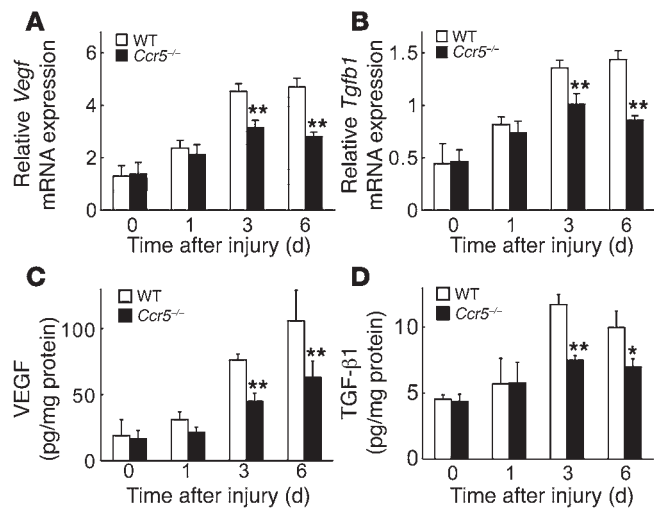 A
WT
Ccr5−/−
Relative Vegf
mRNA expression
6
4
2
0
**
**
0 1 3 6
Time after injury (d)
B
WT
Ccr5−/−
Relative Tgfb1
mRNA expression
1.5
1
0.5
0
**
**
0 1 3 6
Time after injury (d)
C
WT
Ccr5−/−
VEGF
(pg/mg protein)
100
50
0
**
**
0 1 3 6
Time after injury (d)
D
WT
Ccr5−/−
TGF-β1
(pg/mg protein)
10
5
0
**
*
0 1 3 6
Time after injury (d)